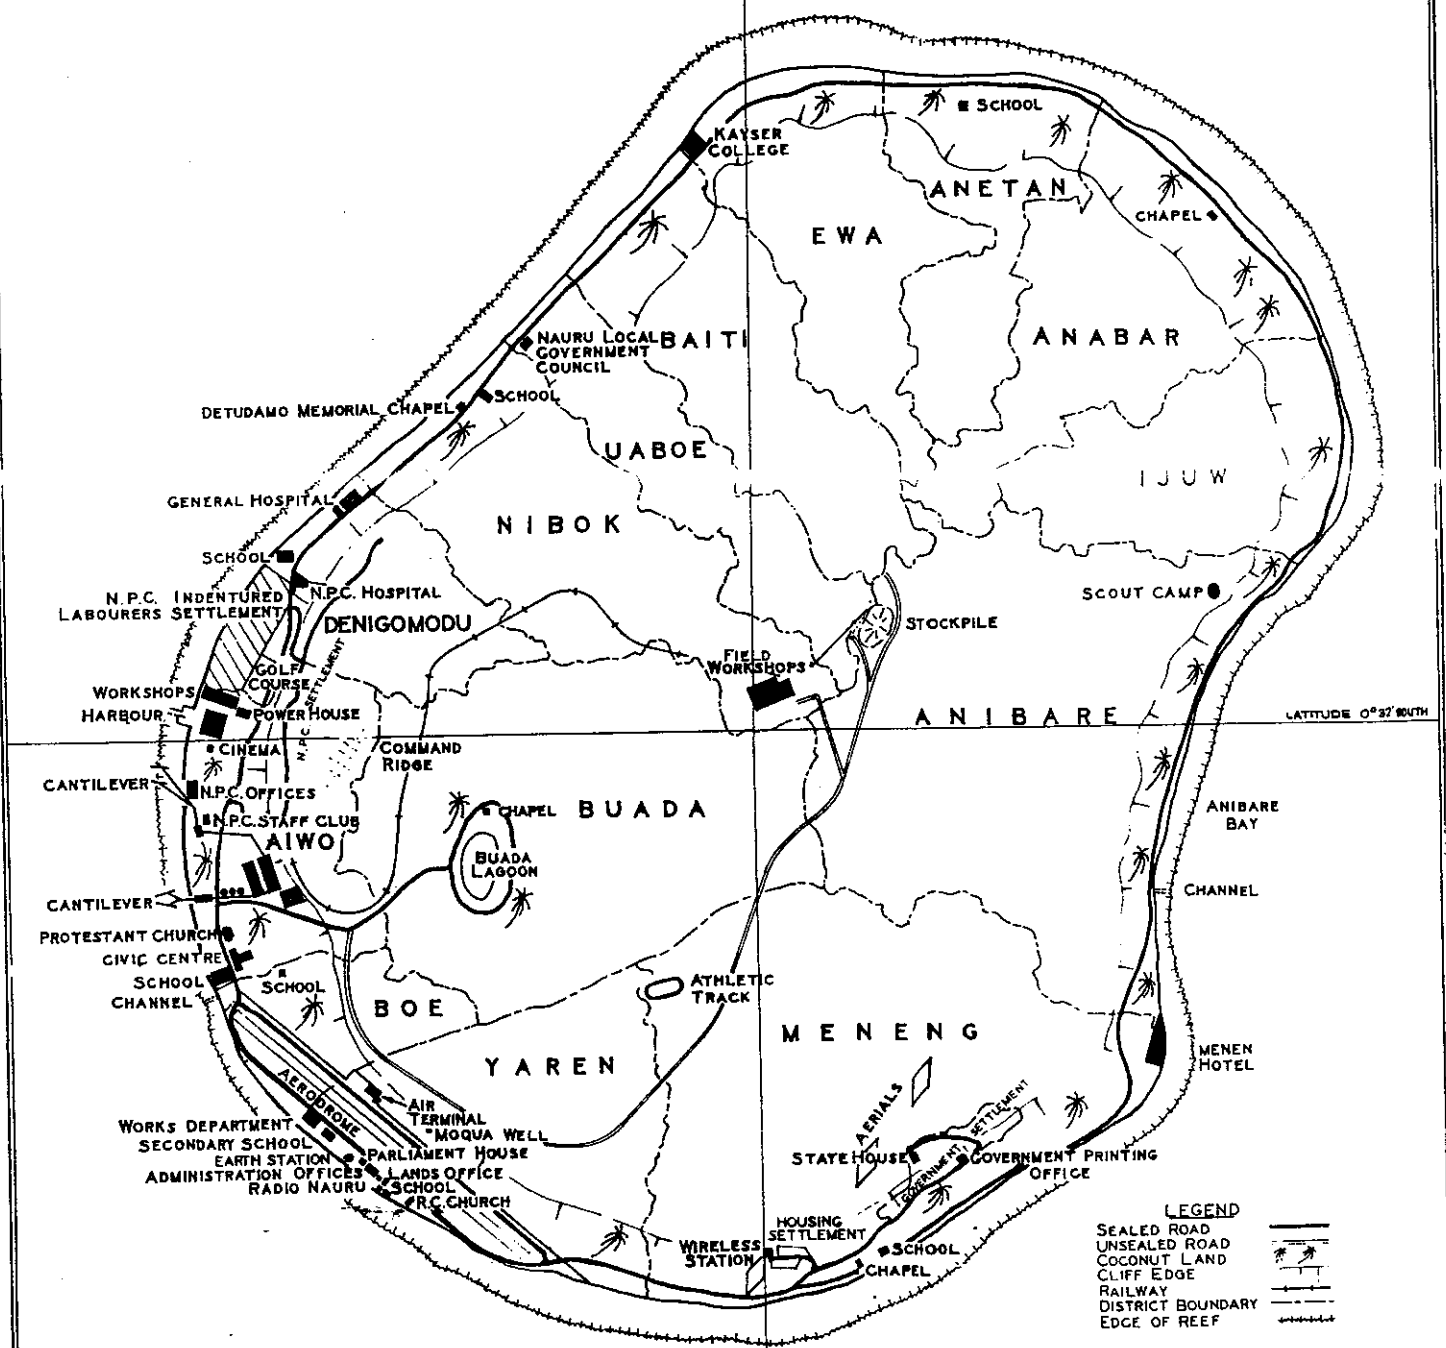 SCHOOL
KAYSER
COLLEGE
ANETAN
CHAPEL
EWA
NAURU LOCAL
GOVERNMENT
COUNCIL
BAITI
ANABAR
SCHOOL
DETUDAMO MEMORIAL CHAPEL
UABOE
IJUW
GENERAL HOSPITAL
NIBOK
SCHOOL
N.P.C. HOSPITAL
N.P.C. INDENTURED
LABOURERS SETTLEMENT
SCOUT CAMP
DENIGOMODU
STOCKPILE
FIELD
WORKSHOPS
GOLF
COURSE
N.P.C. SETTLEMENT
WORKSHOPS
HARBOUR
POWER HOUSE
ANIBARE
LATITUDE 0° 32' SOUTH
CINEMA
COMMAND
RIDGE
CANTILEVER
N.P.C. OFFICES
N.P.C. STAFF CLUB
CHAPEL
BUADA
ANIBARE
BAY
AIWO
BUADA
LAGOON
CHANNEL
CANTILEVER
PROTESTANT CHURCH
CIVIC CENTRE
SCHOOL
CHANNEL
SCHOOL
ATHLETIC
TRACK
BOE
MENENG
YAREN
MENEN
HOTEL
AERODROME
AIR
TERMINAL
MOQUA WELL
AERIALS
SETTLEMENT
WORKS DEPARTMENT
SECONDARY SCHOOL
EARTH STATION
PARLIAMENT HOUSE
ADMINISTRATION OFFICES
LANDS OFFICE
RADIO NAURU
SCHOOL
R.C. CHURCH
STATE HOUSE
GOVERNMENT
GOVERNMENT PRINTING
OFFICE
HOUSING
SETTLEMENT
WIRELESS
STATION
SCHOOL
CHAPEL
LEGEND
SEALED ROAD
UNSEALED ROAD
COCONUT LAND
CLIFF EDGE
RAILWAY
DISTRICT BOUNDARY
EDGE OF REEF